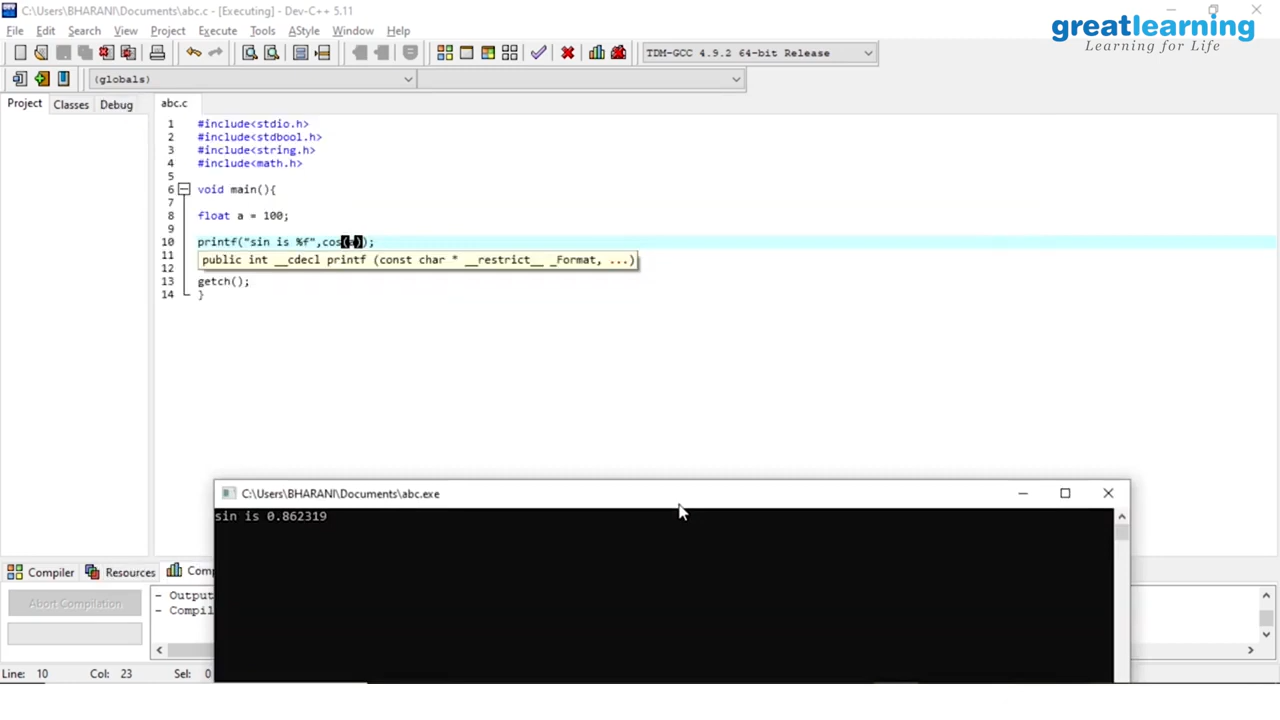 C:\Users\BHARANI\Documents\abc.c - [Executing] - Dev-C++ 5.11
greatlearning
Learning for Life
File Edit Search View Project Execute Tools AStyle Window Help
TDM-GCC 4.9.2 64-bit Release
(globals)
Project Classes Debug
abc.c
1 #include<stdio.h>
2 #include<stdbool.h>
3 #include<string.h>
4 #include<math.h>
5
6 void main(){
7
8 float a = 100;
9
10 printf("sin is %f",cos(a));
11 public int __cdecl printf (const char * __restrict__ _Format, ...)
12
13 getch();
14 }
C:\Users\BHARANI\Documents\abc.exe
sin is 0.862319
Compiler Resources Comp
Abort Compilation
- Output
- Compil
Line: 10 Col: 23 Sel: 0